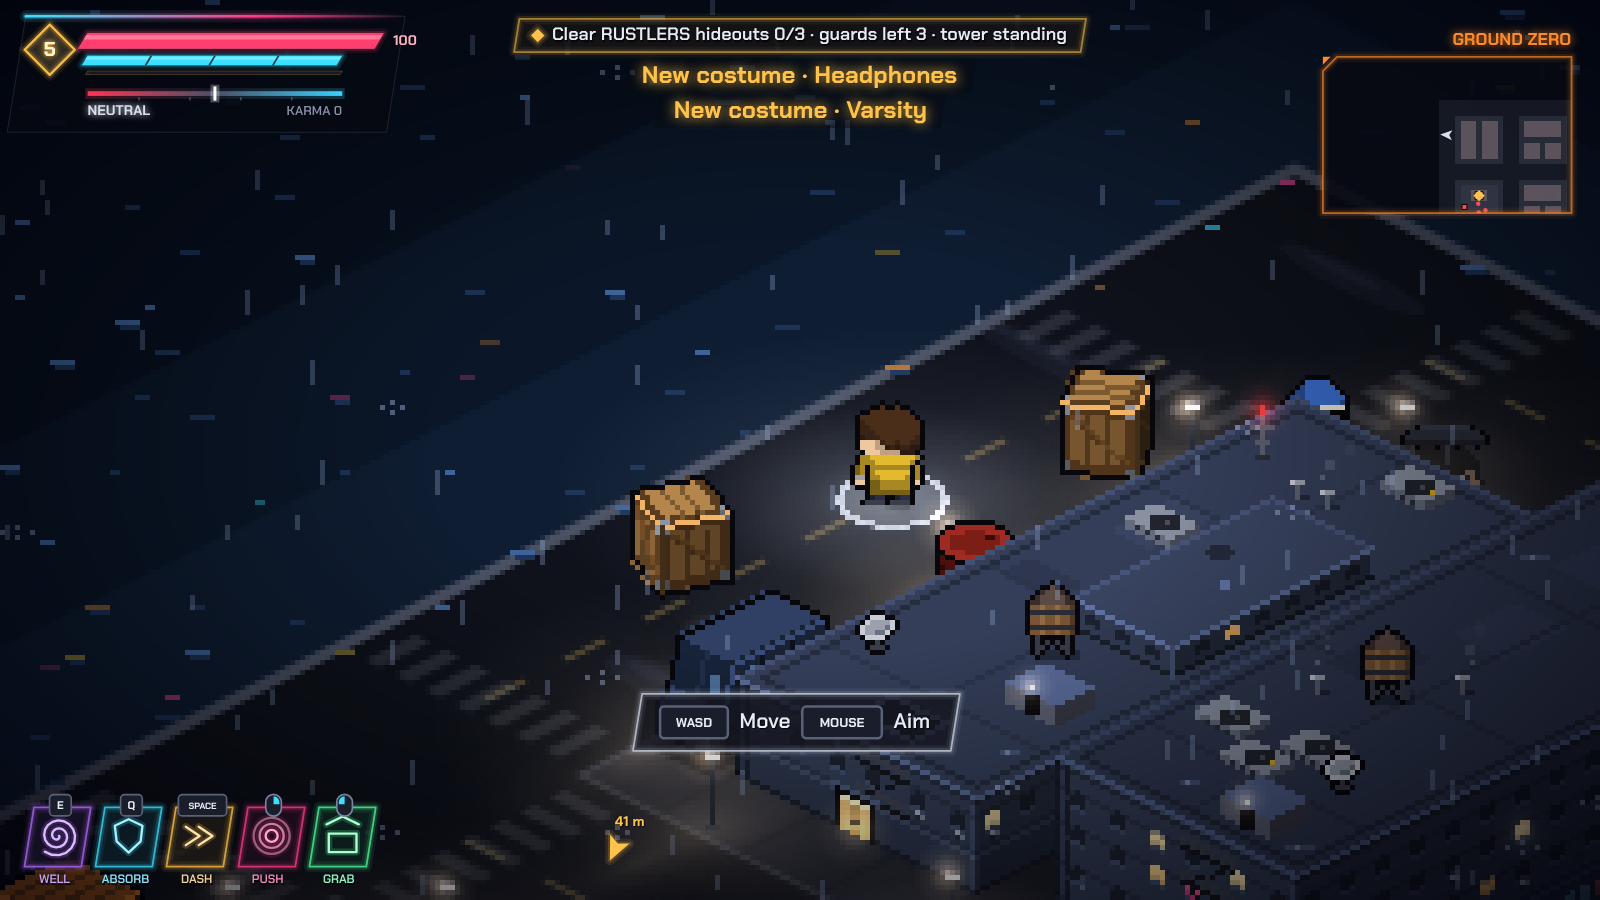 5
100
NEUTRAL
KARMA 0
Clear RUSTLERS hideouts 0/3 · guards left 3 · tower standing
New costume · Headphones
New costume · Varsity
GROUND ZERO
WASD Move MOUSE Aim
41 m
E
Q
SPACE
WELL
ABSORB
DASH
PUSH
GRAB